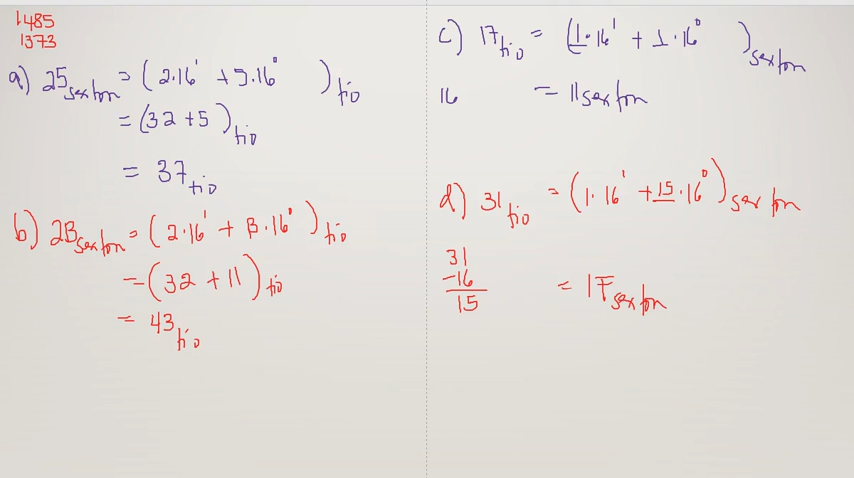 1485
1373
a) 25sexton = (2·16¹ + 5·16⁰ )tio
= (32 + 5 )tio
= 37tio
b) 2Bsexton = (2·16¹ + B·16⁰ )tio
= (32 + 11 )tio
= 43tio
c) 17tio = (1·16¹ + 1·16⁰ )sexton
16 = 11sexton
d) 31tio = (1·16¹ + 15·16⁰ )sexton
31
-16
15 = 1Fsexton